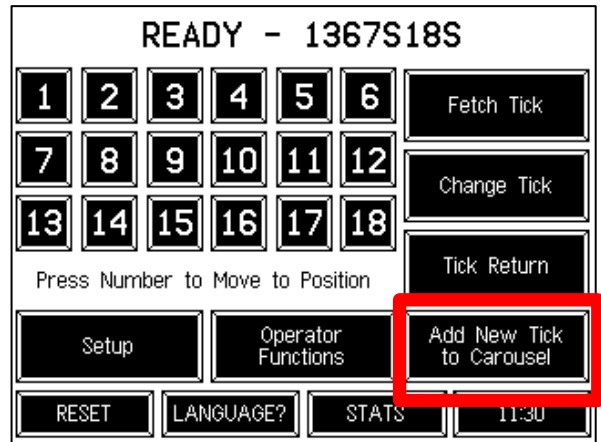 READY - 1367S18S
1 2 3 4 5 6
Fetch Tick
7 8 9 10 11 12
Change Tick
13 14 15 16 17 18
Press Number to Move to Position
Tick Return
Setup
Operator
Functions
Add New Tick
to Carousel
RESET
LANGUAGE?
STATS
11:30